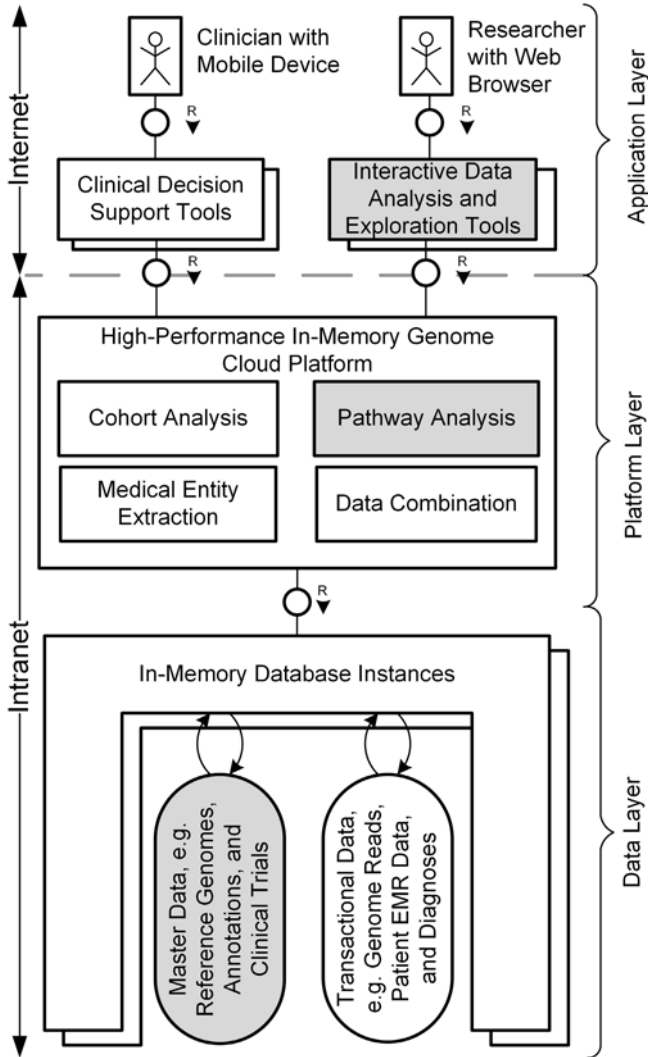 Clinician with
Mobile Device
Researcher
with Web
Browser
R
R
Clinical Decision
Support Tools
Interactive Data
Analysis and
Exploration Tools
R
R
High-Performance In-Memory Genome
Cloud Platform
Cohort Analysis
Pathway Analysis
Medical Entity
Extraction
Data Combination
R
In-Memory Database Instances
Master Data, e.g.
Reference Genomes,
Annotations, and
Clinical Trials
Transactional Data,
e.g. Genome Reads,
Patient EMR Data,
and Diagnoses
Internet
Intranet
Application Layer
Platform Layer
Data Layer